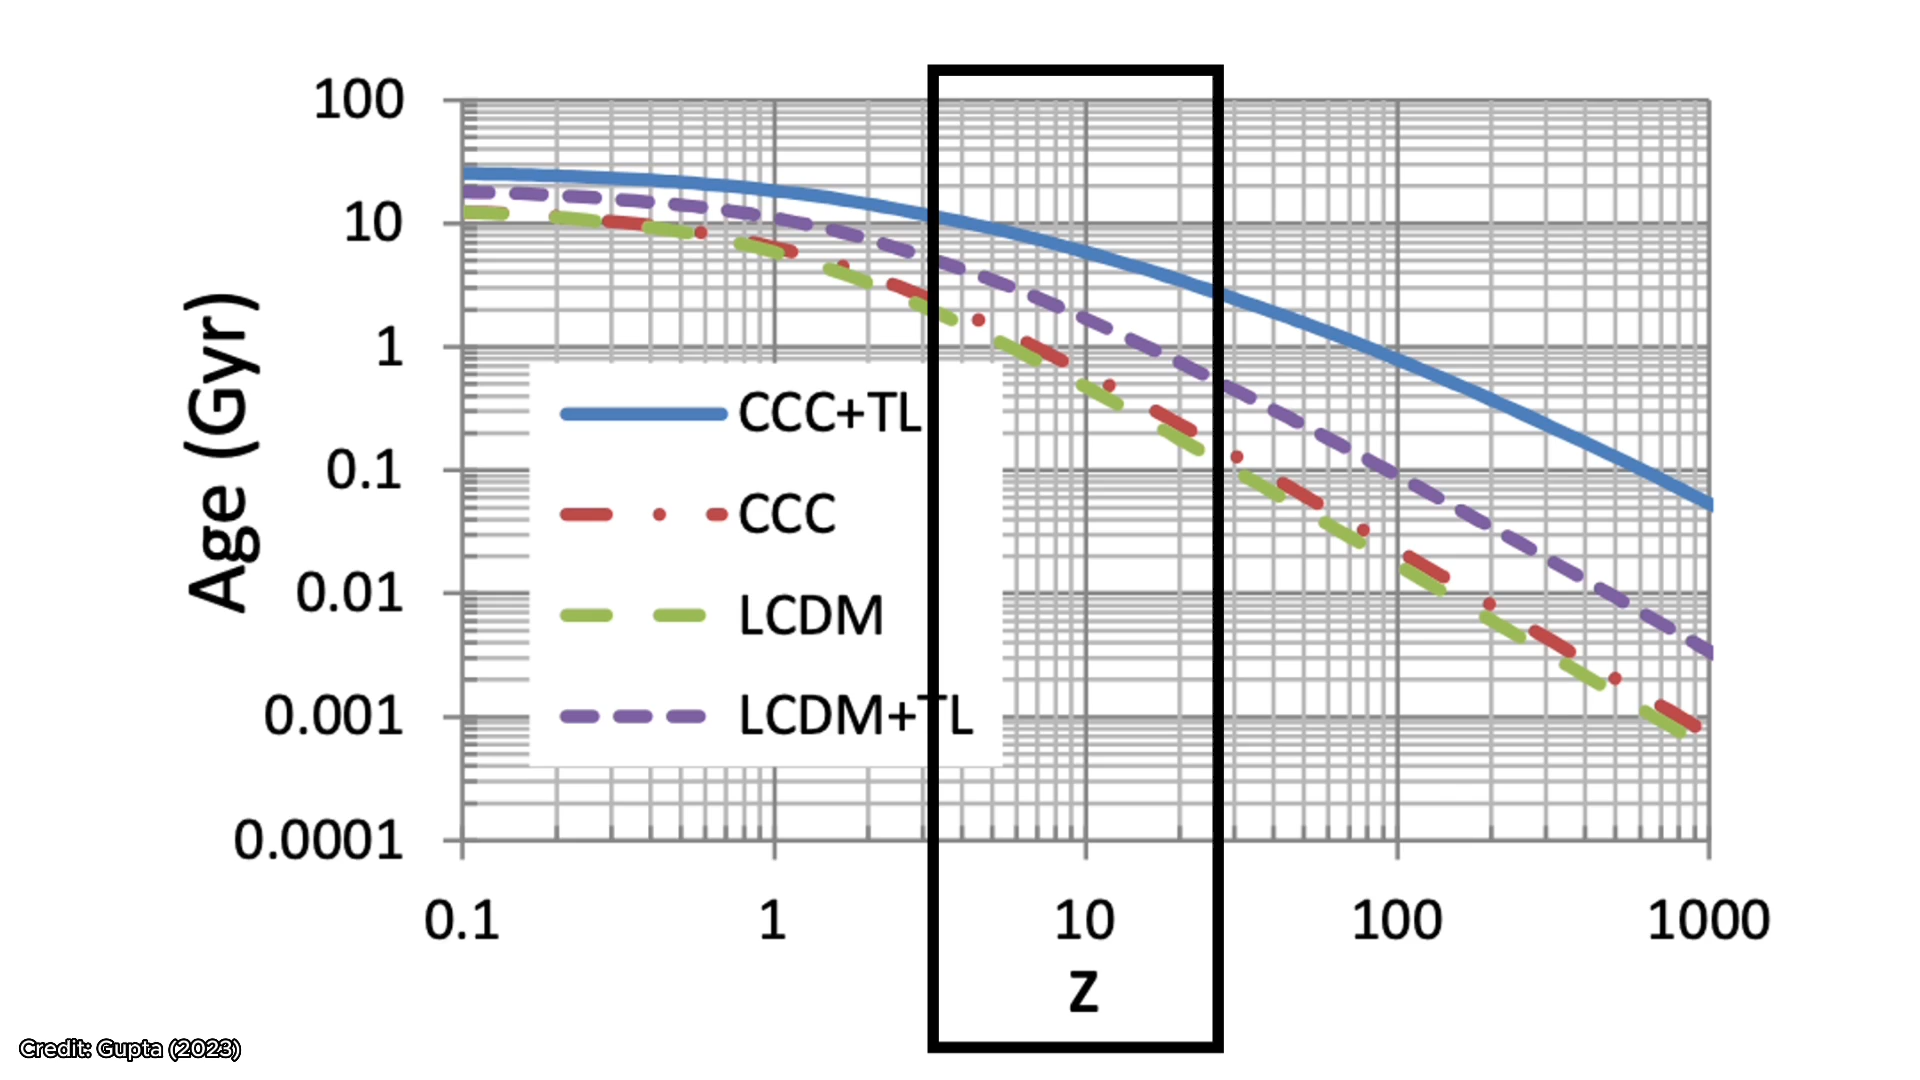 100
10
1
0.1
0.01
0.001
0.0001
Age (Gyr)
CCC+TL
CCC
LCDM
LCDM+TL
0.1 1 10 100 1000
Z
Credit: Gupta (2023)